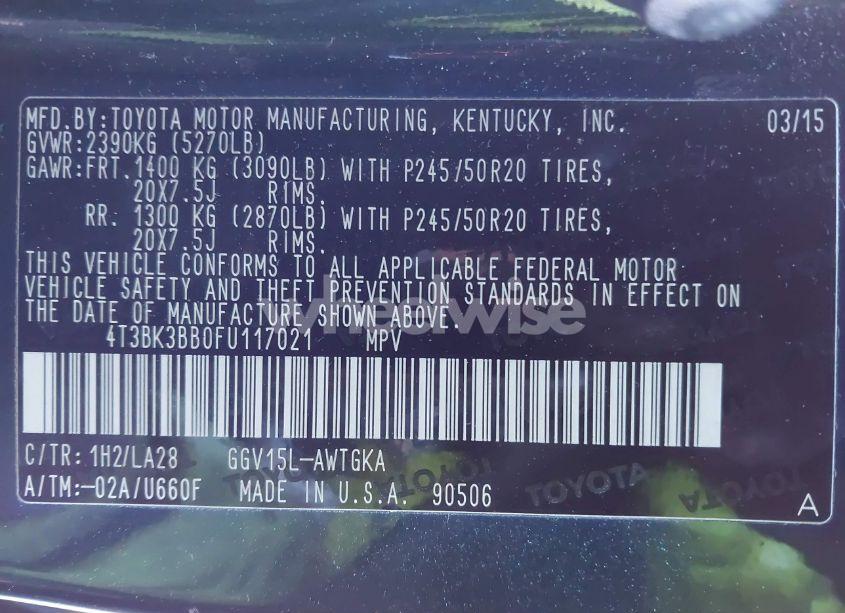 MFD.BY:TOYOTA MOTOR MANUFACTURING, KENTUCKY, INC. 03/15
GVWR:2390KG (5270LB)
GAWR:FRT.1400 KG (3090LB) WITH P245/50R20 TIRES,
20X7.5J RIMS.
RR. 1300 KG (2870LB) WITH P245/50R20 TIRES,
20X7.5J RIMS.
THIS VEHICLE CONFORMS TO ALL APPLICABLE FEDERAL MOTOR
VEHICLE SAFETY AND THEFT PREVENTION STANDARDS IN EFFECT ON
THE DATE OF MANUFACTURE SHOWN ABOVE.
4T3BK3BB0FU117021 MPV
C/TR: 1H2/LA28 GGV15L-AWTGKA
A/TM:-02A/U660F MADE IN U.S.A. 90506 A
TOYOTA TOYOTA